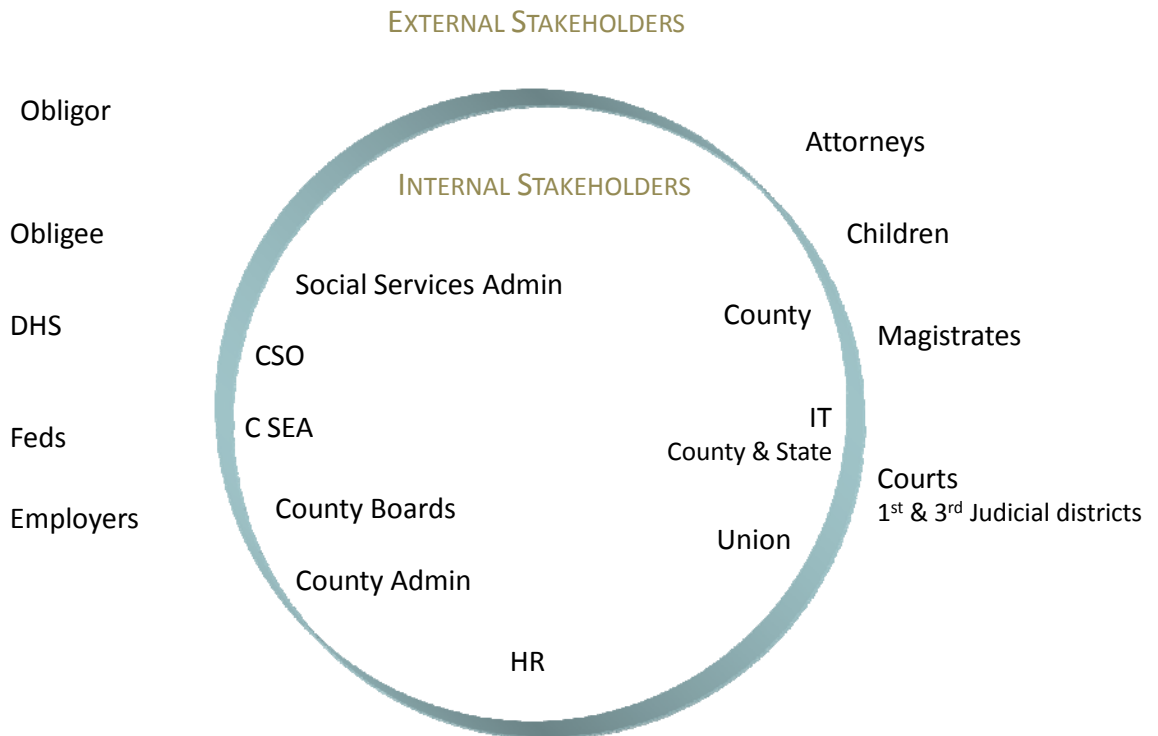 EXTERNAL STAKEHOLDERS
Obligor
Attorneys
INTERNAL STAKEHOLDERS
Obligee
Children
Social Services Admin
County
DHS
Magistrates
CSO
IT
C SEA
Feds
County & State
Courts
County Boards
1st & 3rd Judicial districts
Employers
Union
County Admin
HR